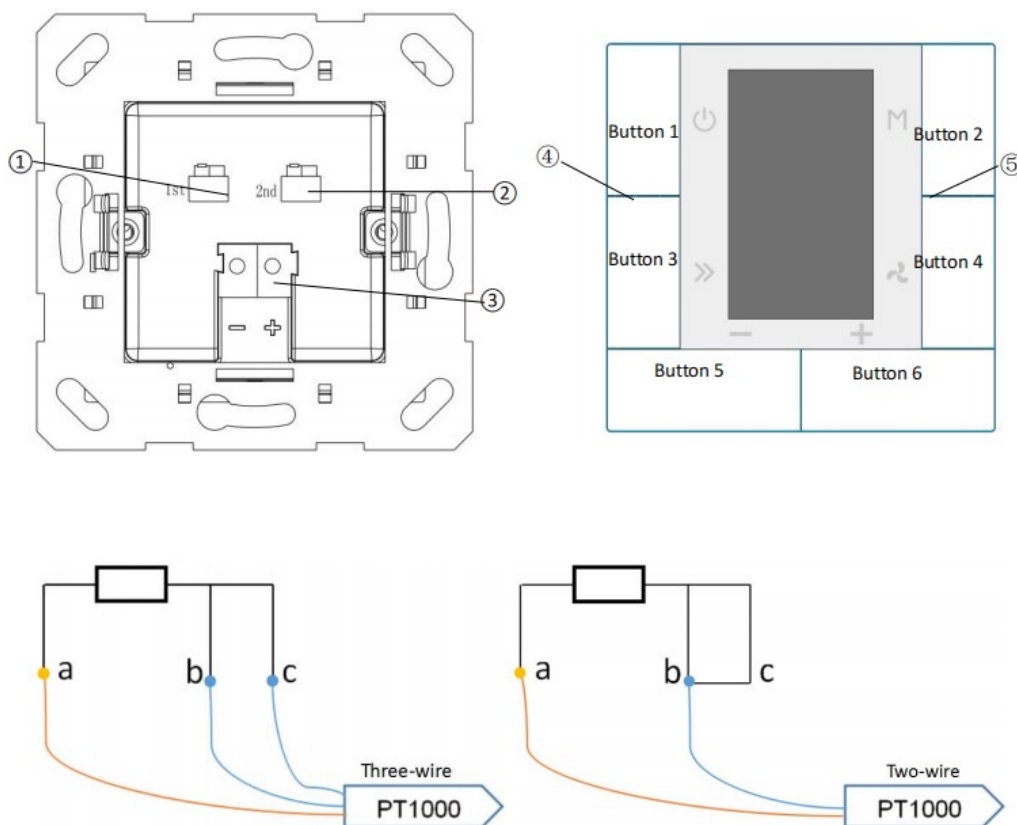 ①
1st
2nd
②
③
− +
Button 1
M
Button 2
④
⑤
Button 3
Button 4
− +
Button 5
Button 6
a
b
c
Three-wire
PT1000
a
b
c
Two-wire
PT1000